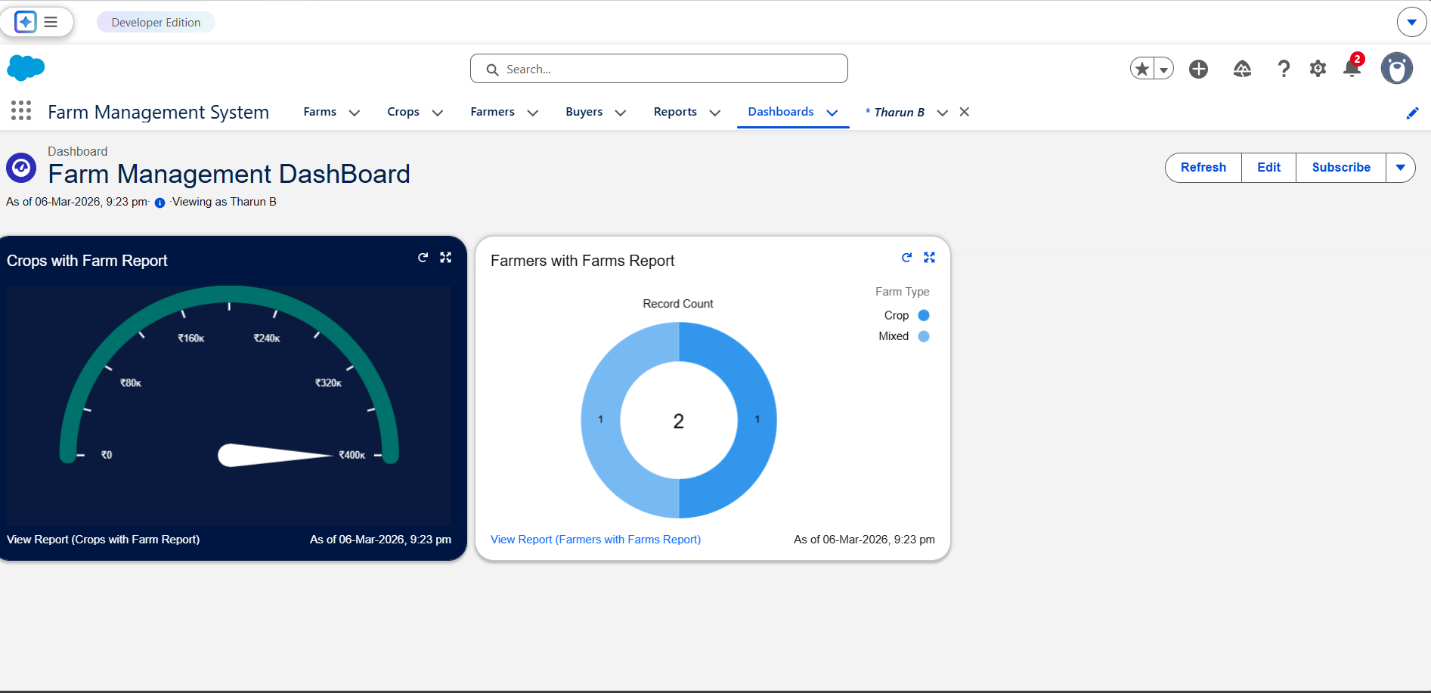 Developer Edition
Search...
2
Farm Management System
Farms
Crops
Farmers
Buyers
Reports
Dashboards
* Tharun B
Dashboard
Farm Management DashBoard
As of 06-Mar-2026, 9:23 pm· Viewing as Tharun B
Refresh
Edit
Subscribe
Crops with Farm Report
₹0
₹80K
₹160K
₹240K
₹320K
₹400K
View Report (Crops with Farm Report)
As of 06-Mar-2026, 9:23 pm
Farmers with Farms Report
Record Count
Farm Type
Crop
Mixed
1
2
1
View Report (Farmers with Farms Report)
As of 06-Mar-2026, 9:23 pm